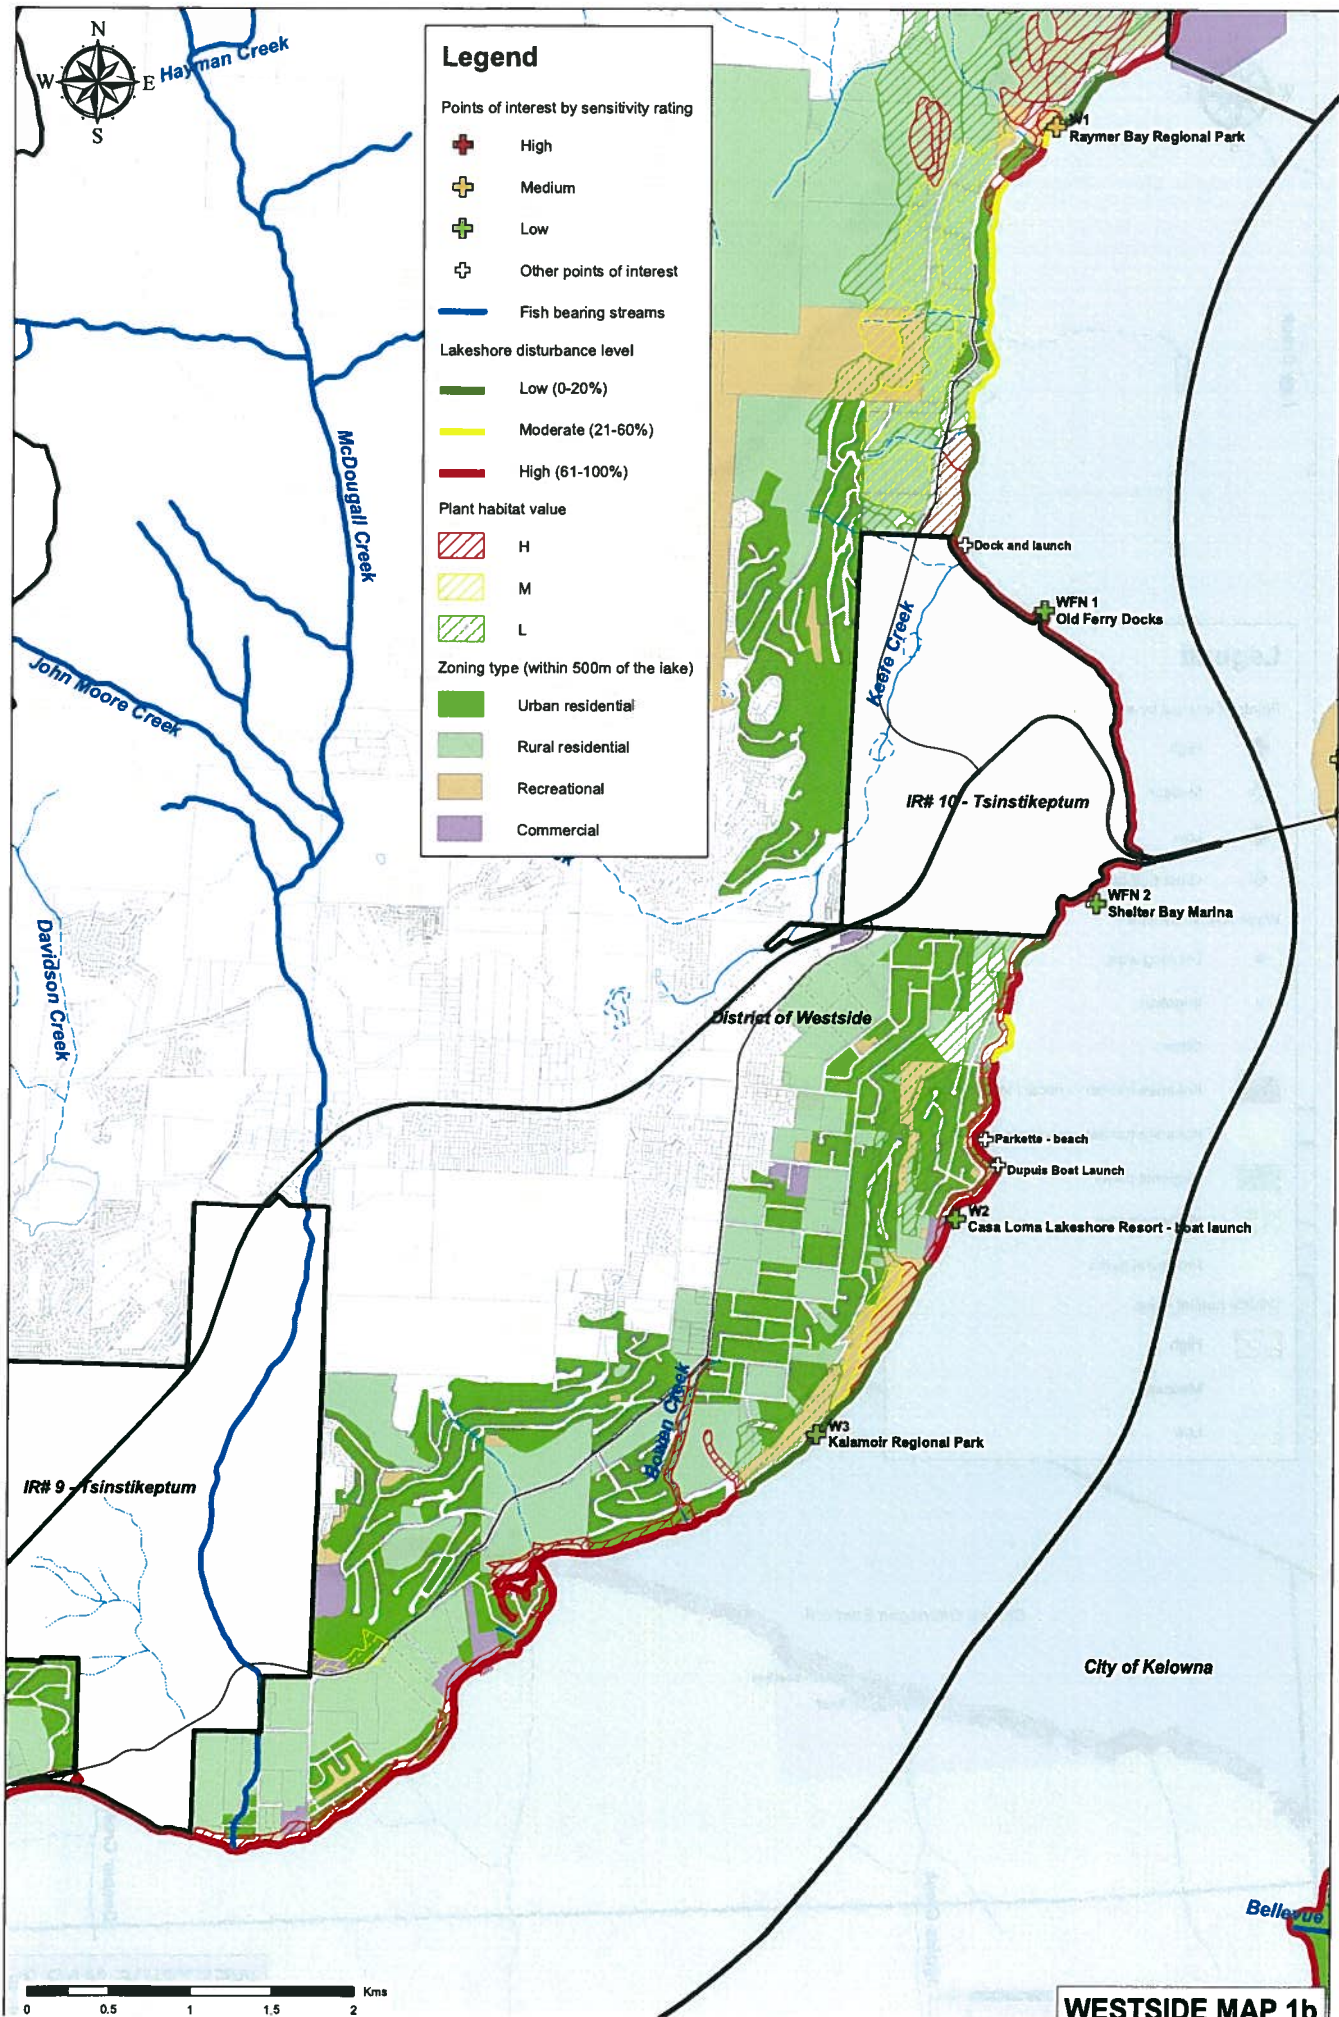 N
W
E
S
Hayman Creek
Legend
Points of interest by sensitivity rating
High
Medium
Low
Other points of interest
Fish bearing streams
Lakeshore disturbance level
Low (0-20%)
Moderate (21-60%)
High (61-100%)
Plant habitat value
H
M
L
Zoning type (within 500m of the lake)
Urban residential
Rural residential
Recreational
Commercial
W1
Raymer Bay Regional Park
McDougall Creek
Dock and launch
WFN 1
Old Ferry Docks
Keefe Creek
John Moore Creek
IR# 10 - Tsinstikeptum
WFN 2
Shelter Bay Marina
Davidson Creek
District of Westside
Parkette - beach
Dupuis Boat Launch
W2
Casa Loma Lakeshore Resort - boat launch
Bowen Creek
W3
Kalamoir Regional Park
IR# 9 - Tsinstikeptum
City of Kelowna
Bellevue
Kms
0 0.5 1 1.5 2
WESTSIDE MAP 1b